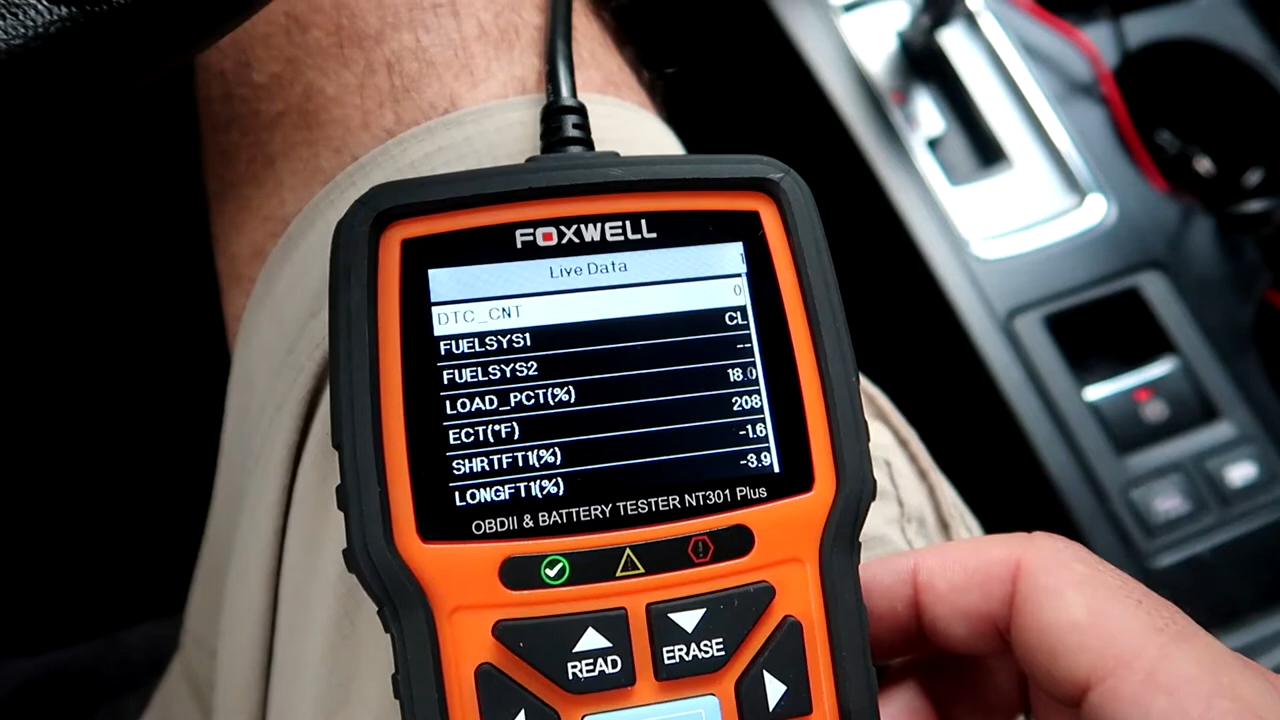 FOXWELL
Live Data 1
DTC_CNT 0
FUELSYS1 CL
FUELSYS2 --
LOAD_PCT(%) 18.0
ECT(°F) 208
SHRTFT1(%) -1.6
LONGFT1(%) -3.9
OBDII & BATTERY TESTER NT301 Plus
READ
ERASE